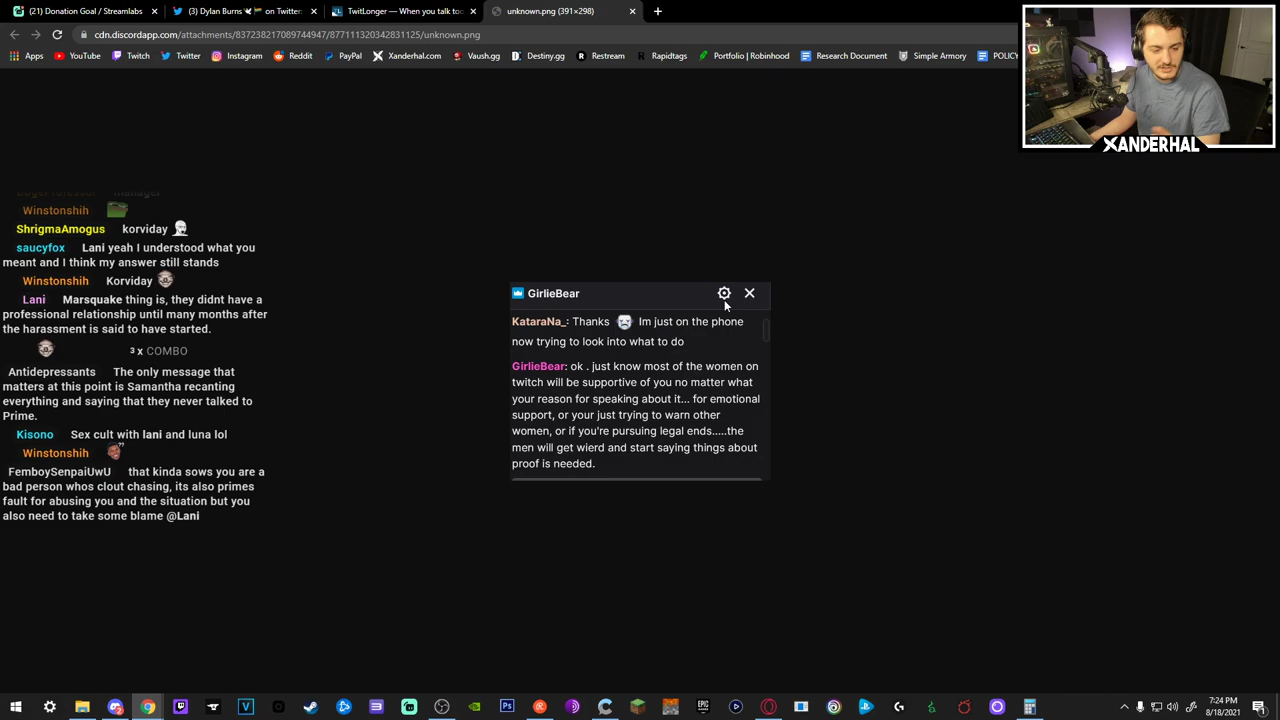 (21) Donation Goal / Streamlabs
(3) Dylan Burns on Twitter:
TwitLonger — When you talk too
unknown.png (391×298)
cdn.discordapp.com/attachments/837238217089744947/877111320342831125/unknown.png
Apps YouTube Twitch Twitter Instagram Reddit PayPal Xanderhal.com Vaush.gg Destiny.gg Restream Rapidtags Portfolio | Robinhood Research Document Simple Armory POLICY
XANDERHAL
Winstonshih
ShrigmaAmogus korviday
saucyfox Lani yeah I understood what you
meant and I think my answer still stands
Winstonshih Korviday
Lani Marsquake thing is, they didnt have a
professional relationship until many months after
the harassment is said to have started.
3 x COMBO
Antidepressants The only message that
matters at this point is Samantha recanting
everything and saying that they never talked to
Prime.
Kisono Sex cult with lani and luna lol
Winstonshih
FemboySenpaiUwU that kinda sows you are a
bad person whos clout chasing, its also primes
fault for abusing you and the situation but you
also need to take some blame @Lani
GirlieBear
KataraNa_: Thanks Im just on the phone
now trying to look into what to do
GirlieBear: ok . just know most of the women on
twitch will be supportive of you no matter what
your reason for speaking about it... for emotional
support, or your just trying to warn other
women, or if you're pursuing legal ends.....the
men will get wierd and start saying things about
proof is needed.
7:24 PM
8/18/2021